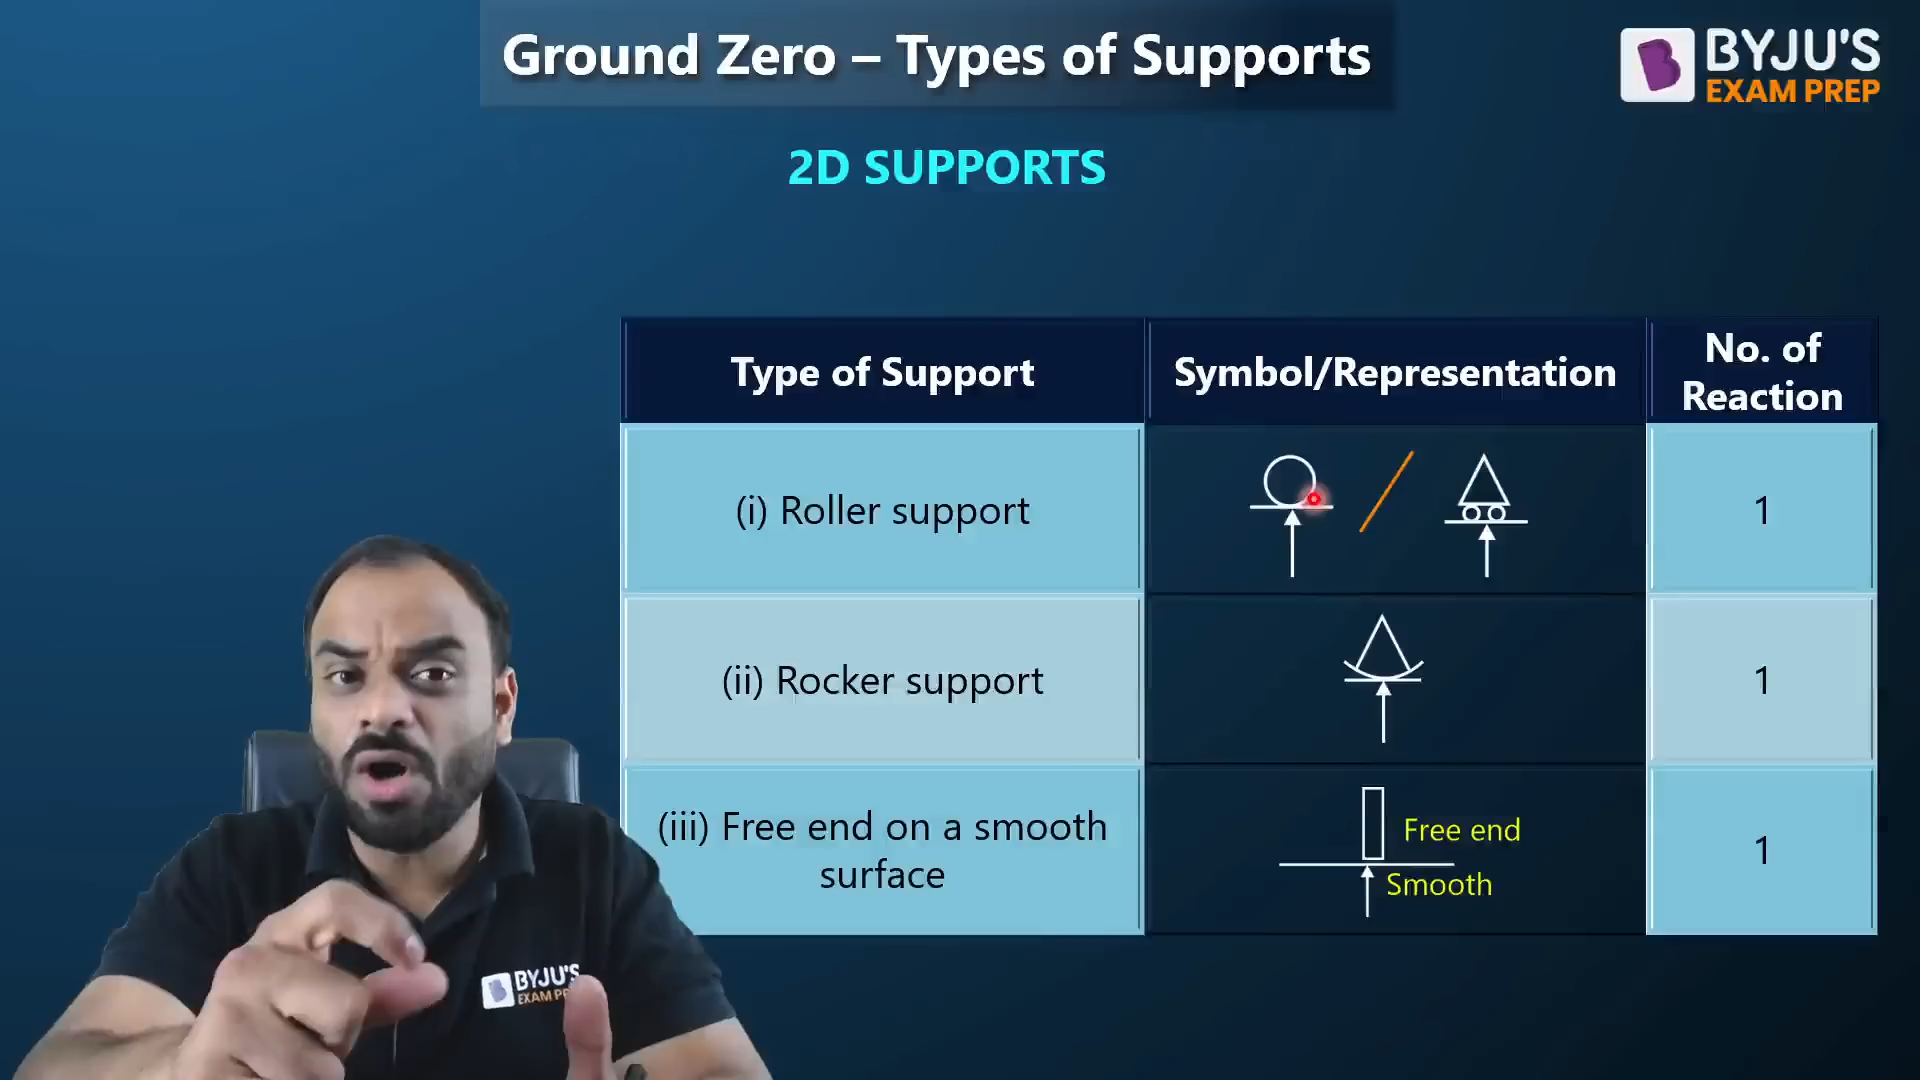 Ground Zero – Types of Supports
BYJU'S
EXAM PREP
2D SUPPORTS
Type of Support
Symbol/Representation
No. of
Reaction
(i) Roller support
1
(ii) Rocker support
1
(iii) Free end on a smooth
surface
Free end
Smooth
1
BYJU'S
EXAM